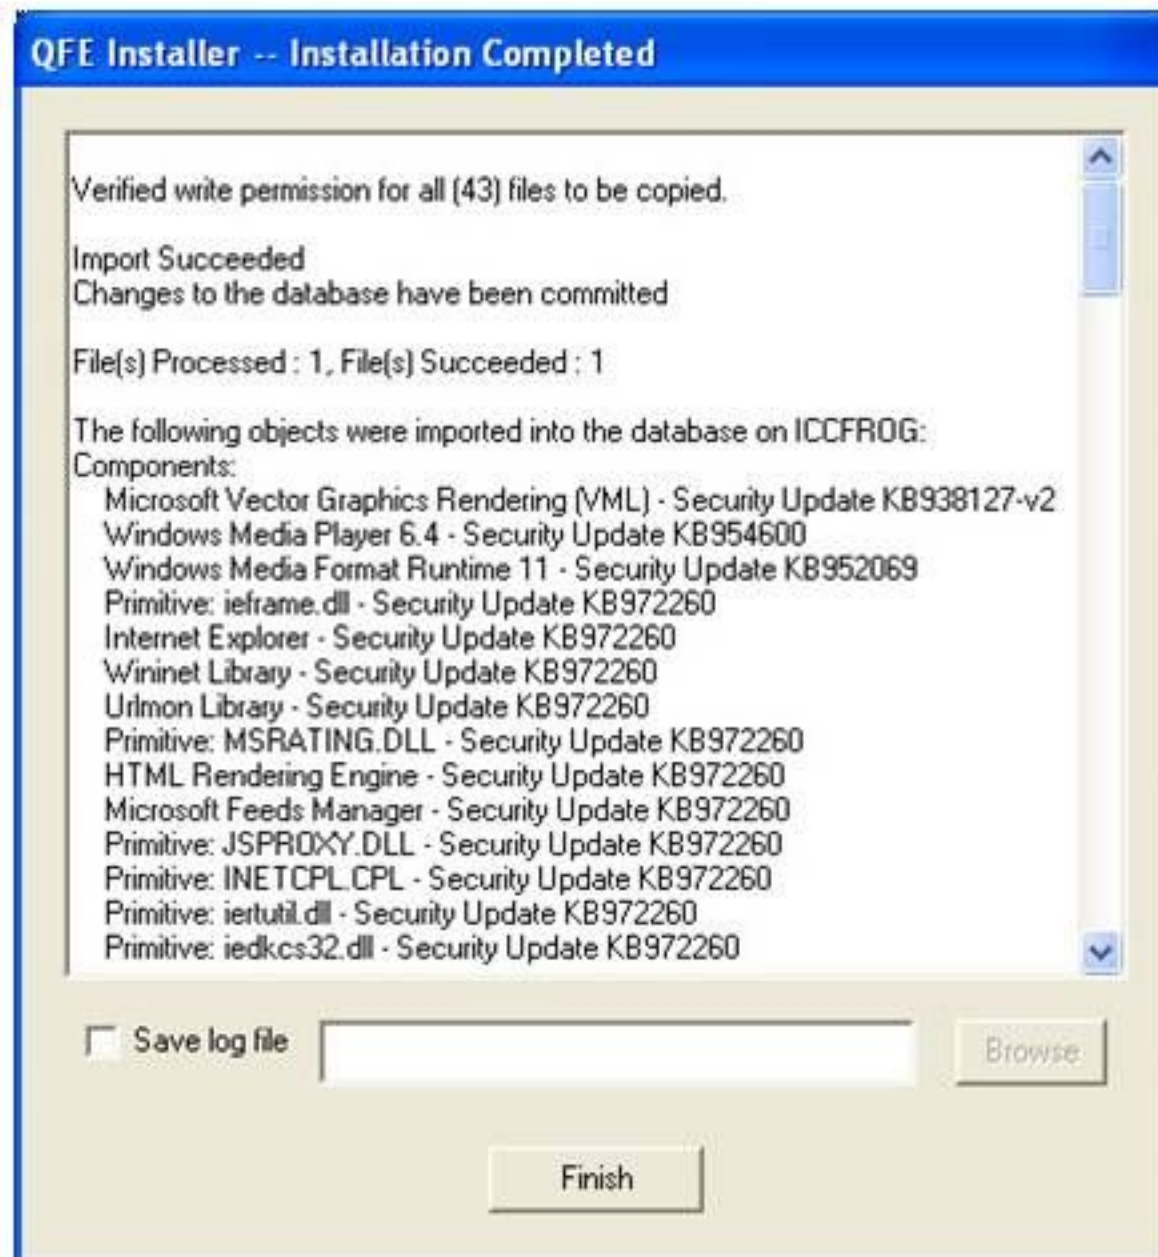 QFE Installer -- Installation Completed
Verified write permission for all (43) files to be copied.
Import Succeeded
Changes to the database have been committed
File(s) Processed : 1, File(s) Succeeded : 1
The following objects were imported into the database on ICCFROG:
Components:
Microsoft Vector Graphics Rendering (VML) - Security Update KB938127-v2
Windows Media Player 6.4 - Security Update KB954600
Windows Media Format Runtime 11 - Security Update KB952069
Primitive: ieframe.dll - Security Update KB972260
Internet Explorer - Security Update KB972260
Wininet Library - Security Update KB972260
Urlmon Library - Security Update KB972260
Primitive: MSRATING.DLL - Security Update KB972260
HTML Rendering Engine - Security Update KB972260
Microsoft Feeds Manager - Security Update KB972260
Primitive: JSPROXY.DLL - Security Update KB972260
Primitive: INETCPL.CPL - Security Update KB972260
Primitive: iertutil.dll - Security Update KB972260
Primitive: iedkcs32.dll - Security Update KB972260
Save log file
Browse
Finish